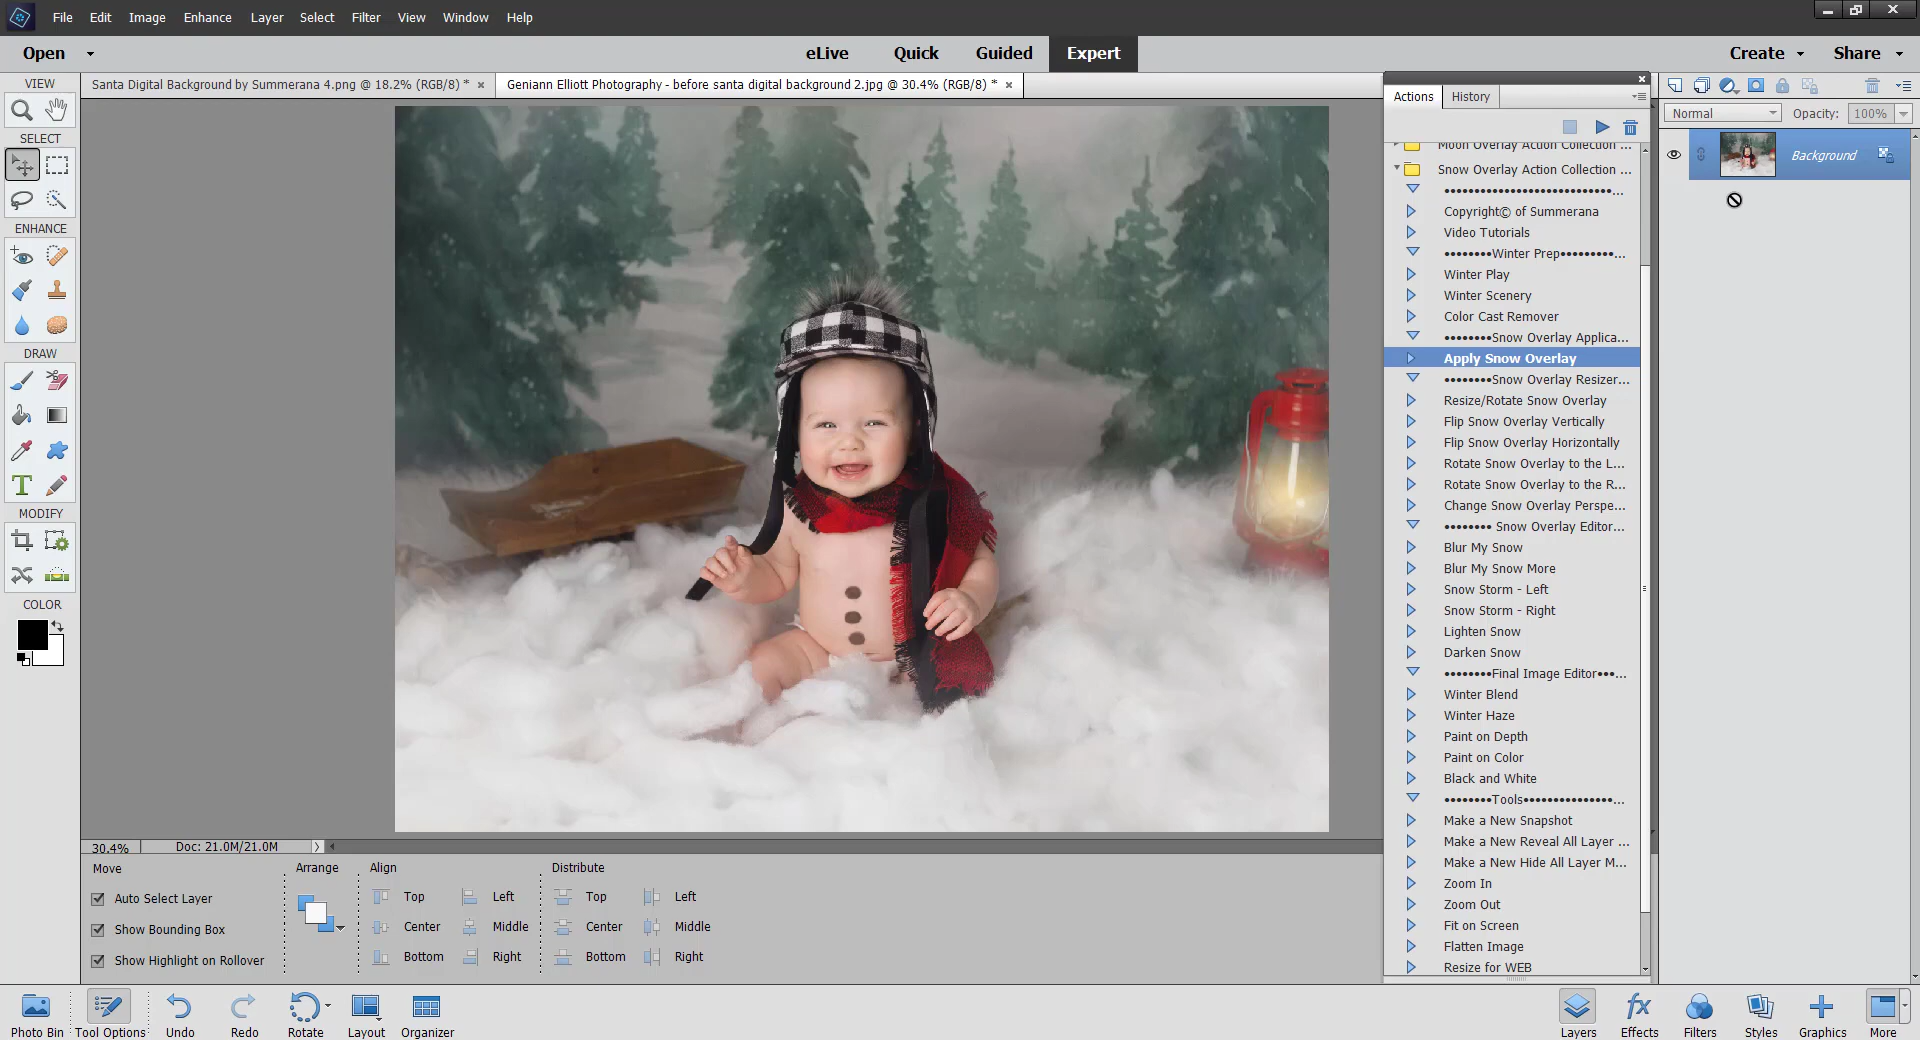 File Edit Image Enhance Layer Select Filter View Window Help
Open eLive Quick Guided Expert Create Share
VIEW
Santa Digital Background by Summerana 4.png @ 18.2% (RGB/8) *
Geniann Elliott Photography - before santa digital background 2.jpg @ 30.4% (RGB/8) *
SELECT
ENHANCE
DRAW
MODIFY
COLOR
Actions History
Moon Overlay Action Collection ...
Snow Overlay Action Collection ...
••••••••••••••••••••••••••••...
Copyright© of Summerana
Video Tutorials
••••••••Winter Prep•••••••••...
Winter Play
Winter Scenery
Color Cast Remover
••••••••Snow Overlay Applica...
Apply Snow Overlay
••••••••Snow Overlay Resizer...
Resize/Rotate Snow Overlay
Flip Snow Overlay Vertically
Flip Snow Overlay Horizontally
Rotate Snow Overlay to the L...
Rotate Snow Overlay to the R...
Change Snow Overlay Perspe...
•••••••• Snow Overlay Editor...
Blur My Snow
Blur My Snow More
Snow Storm - Left
Snow Storm - Right
Lighten Snow
Darken Snow
••••••••Final Image Editor•••...
Winter Blend
Winter Haze
Paint on Depth
Paint on Color
Black and White
••••••••Tools•••••••••••••••...
Make a New Snapshot
Make a New Reveal All Layer ...
Make a New Hide All Layer M...
Zoom In
Zoom Out
Fit on Screen
Flatten Image
Resize for WEB
Normal Opacity: 100%
Background
30.4% Doc: 21.0M/21.0M
Move Arrange Align Distribute
Auto Select Layer Top Left Top Left
Show Bounding Box Center Middle Center Middle
Show Highlight on Rollover Bottom Right Bottom Right
Photo Bin Tool Options Undo Redo Rotate Layout Organizer
Layers Effects Filters Styles Graphics More